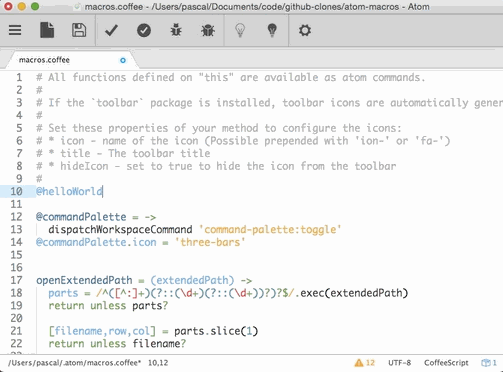 macros.coffee - /Users/pascal/Documents/code/github-clones/atom-macros - Atom
macros.coffee
1 # All functions defined on "this" are available as atom commands.
2 #
3 # If the `toolbar` package is installed, toolbar icons are automatically gener
4 #
5 # Set these properties of your method to configure the icons:
6 # * icon - name of the icon (Possible prepended with 'ion-' or 'fa-')
7 # * title - The toolbar title
8 # * hideIcon - set to true to hide the icon from the toolbar
9 #
10 @helloWorld
11
12 @commandPalette = ->
13 dispatchWorkspaceCommand 'command-palette:toggle'
14 @commandPalette.icon = 'three-bars'
15
16
17 openExtendedPath = (extendedPath) ->
18 parts = /^([^:]+)(?::(\d+)(?::(\d+))?)?$/.exec(extendedPath)
19 return unless parts?
20
21 [filename,row,col] = parts.slice(1)
22 return unless filename?
/Users/pascal/.atom/macros.coffee* 10,12 12 UTF-8 CoffeeScript 1